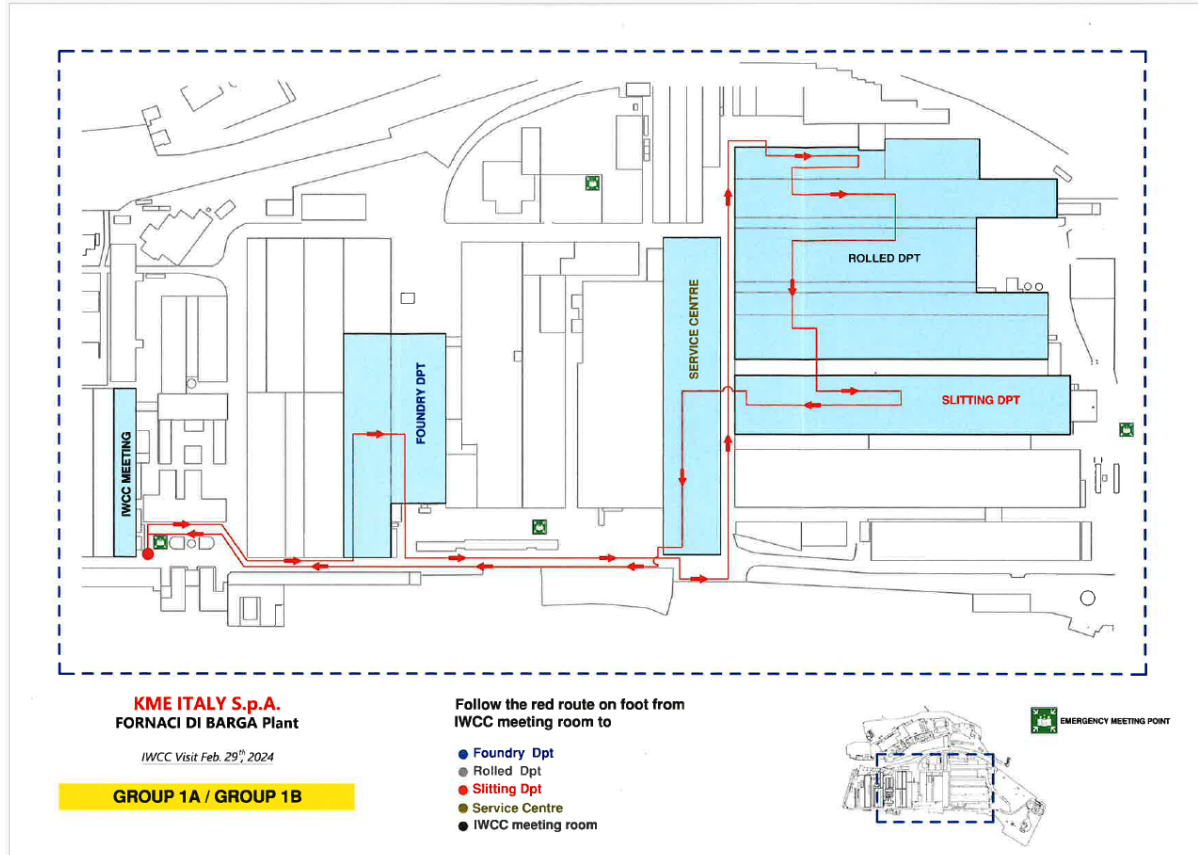 ROLLED DPT
SERVICE CENTRE
FOUNDRY DPT
SLITTING DPT
IWCC MEETING
KME ITALY S.p.A.
FORNACI DI BARGA Plant
IWCC Visit Feb. 29th, 2024
GROUP 1A / GROUP 1B
Follow the red route on foot from
IWCC meeting room to
Foundry Dpt
Rolled Dpt
Slitting Dpt
Service Centre
IWCC meeting room
EMERGENCY MEETING POINT